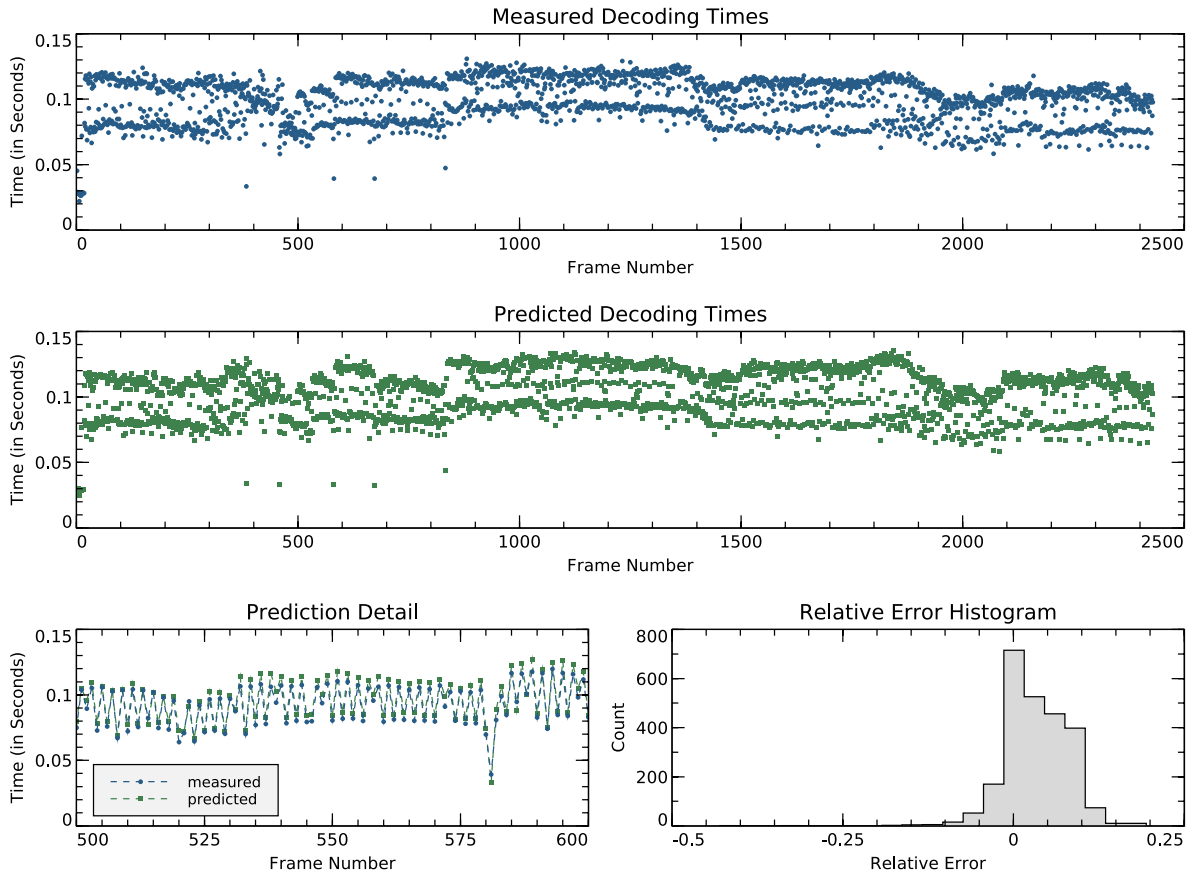 Measured Decoding Times
Time (in Seconds)
0.15
0.1
0.05
0
0 500 1000 1500 2000 2500
Frame Number
Predicted Decoding Times
Time (in Seconds)
0.15
0.1
0.05
0
0 500 1000 1500 2000 2500
Frame Number
Prediction Detail
Time (in Seconds)
0.15
0.1
0.05
0
measured
predicted
500 525 550 575 600
Frame Number
Relative Error Histogram
Count
800
600
400
200
0
-0.5 -0.25 0 0.25
Relative Error